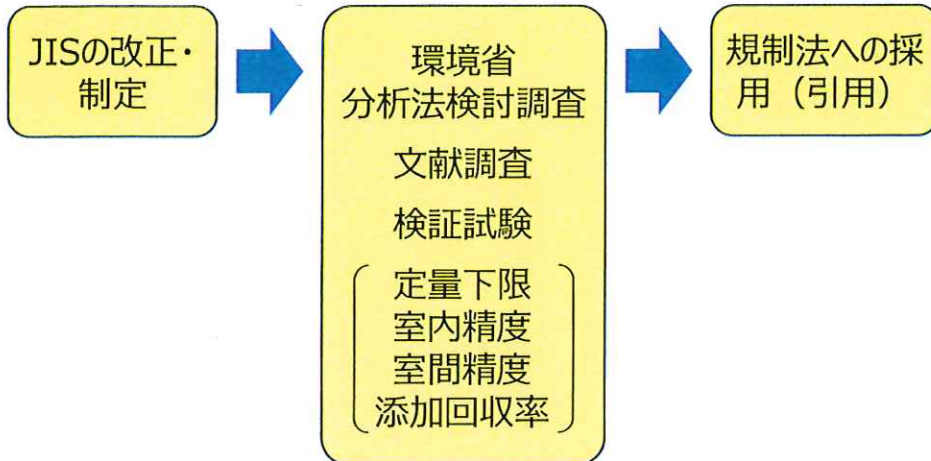 JISの改正・
制定
環境省
分析法検討調査
文献調査
検証試験
定量下限
室内精度
室間精度
添加回収率
規制法への採
用（引用）